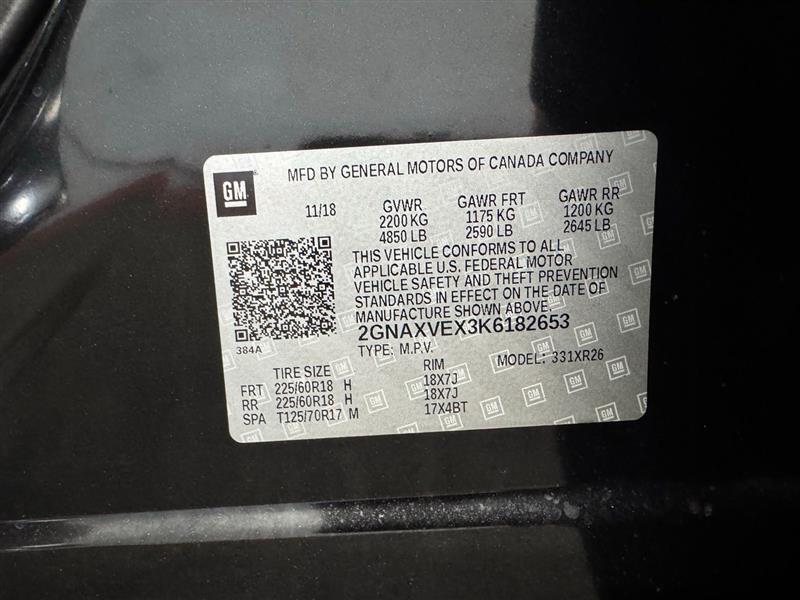 MFD BY GENERAL MOTORS OF CANADA COMPANY
GM
11/18 GVWR GAWR FRT GAWR RR
2200 KG 1175 KG 1200 KG
4850 LB 2590 LB 2645 LB
THIS VEHICLE CONFORMS TO ALL
APPLICABLE U.S. FEDERAL MOTOR
VEHICLE SAFETY AND THEFT PREVENTION
STANDARDS IN EFFECT ON THE DATE OF
MANUFACTURE SHOWN ABOVE.
2GNAXVEX3K6182653
384A
TYPE: M.P.V. MODEL: 331XR26
TIRE SIZE RIM
FRT 225/60R18 H 18X7J
RR 225/60R18 H 18X7J
SPA T125/70R17 M 17X4BT